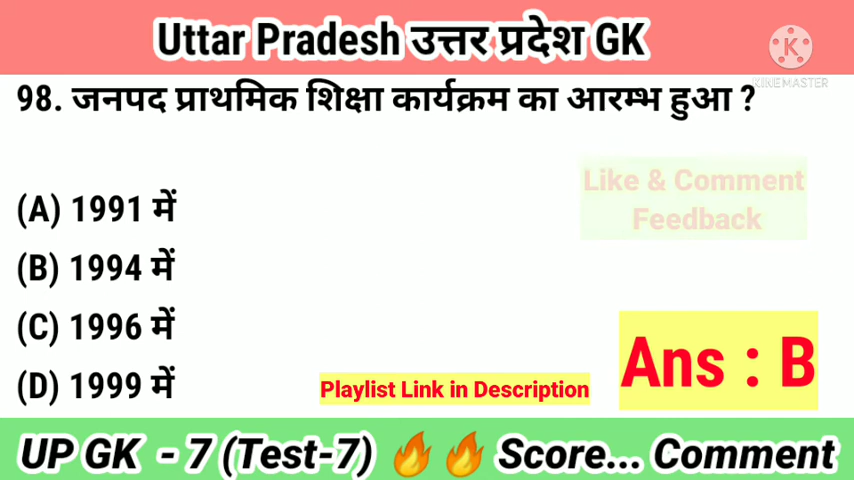 Uttar Pradesh उत्तर प्रदेश GK
K
KINEMASTER
98. जनपद प्राथमिक शिक्षा कार्यक्रम का आरम्भ हुआ ?
Like & Comment
Feedback
(A) 1991 में
(B) 1994 में
(C) 1996 में
(D) 1999 में
Ans : B
Playlist Link in Description
UP GK - 7 (Test-7) 🔥🔥 Score... Comment